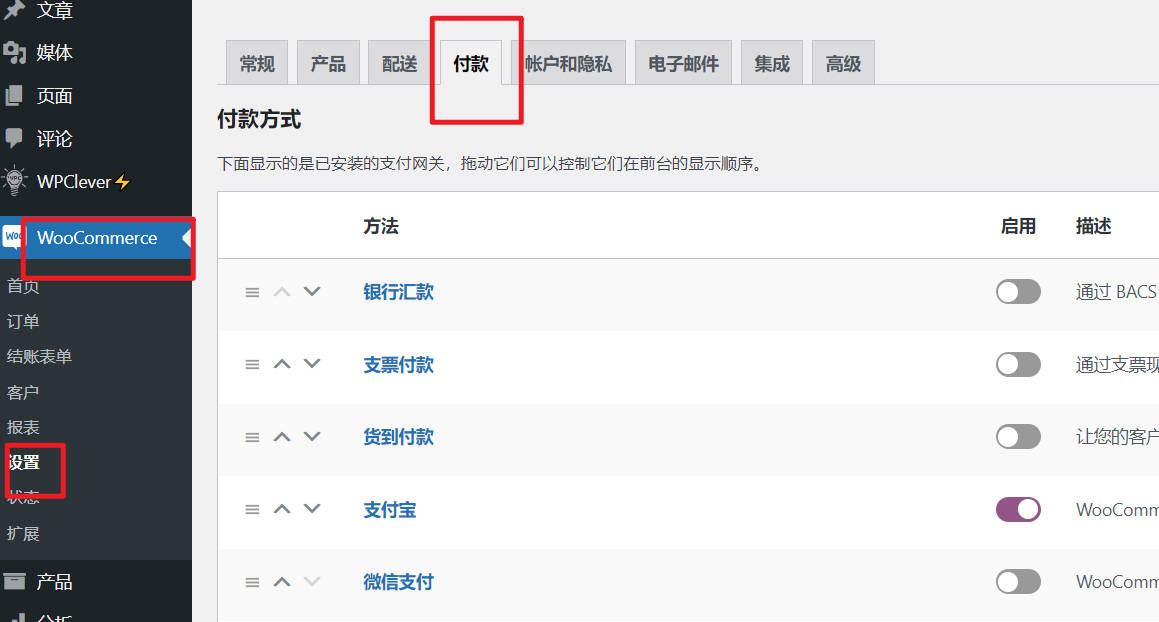 文章
媒体
页面
评论
WPClever⚡
WooCommerce
首页
订单
结账表单
客户
报表
设置
状态
扩展
产品
分析
常规 产品 配送 付款 帐户和隐私 电子邮件 集成 高级
付款方式
下面显示的是已安装的支付网关，拖动它们可以控制它们在前台的显示顺序。
方法 启用 描述
银行汇款 通过 BACS
支票付款 通过支票现
货到付款 让您的客户
支付宝 WooComm
微信支付 WooComm